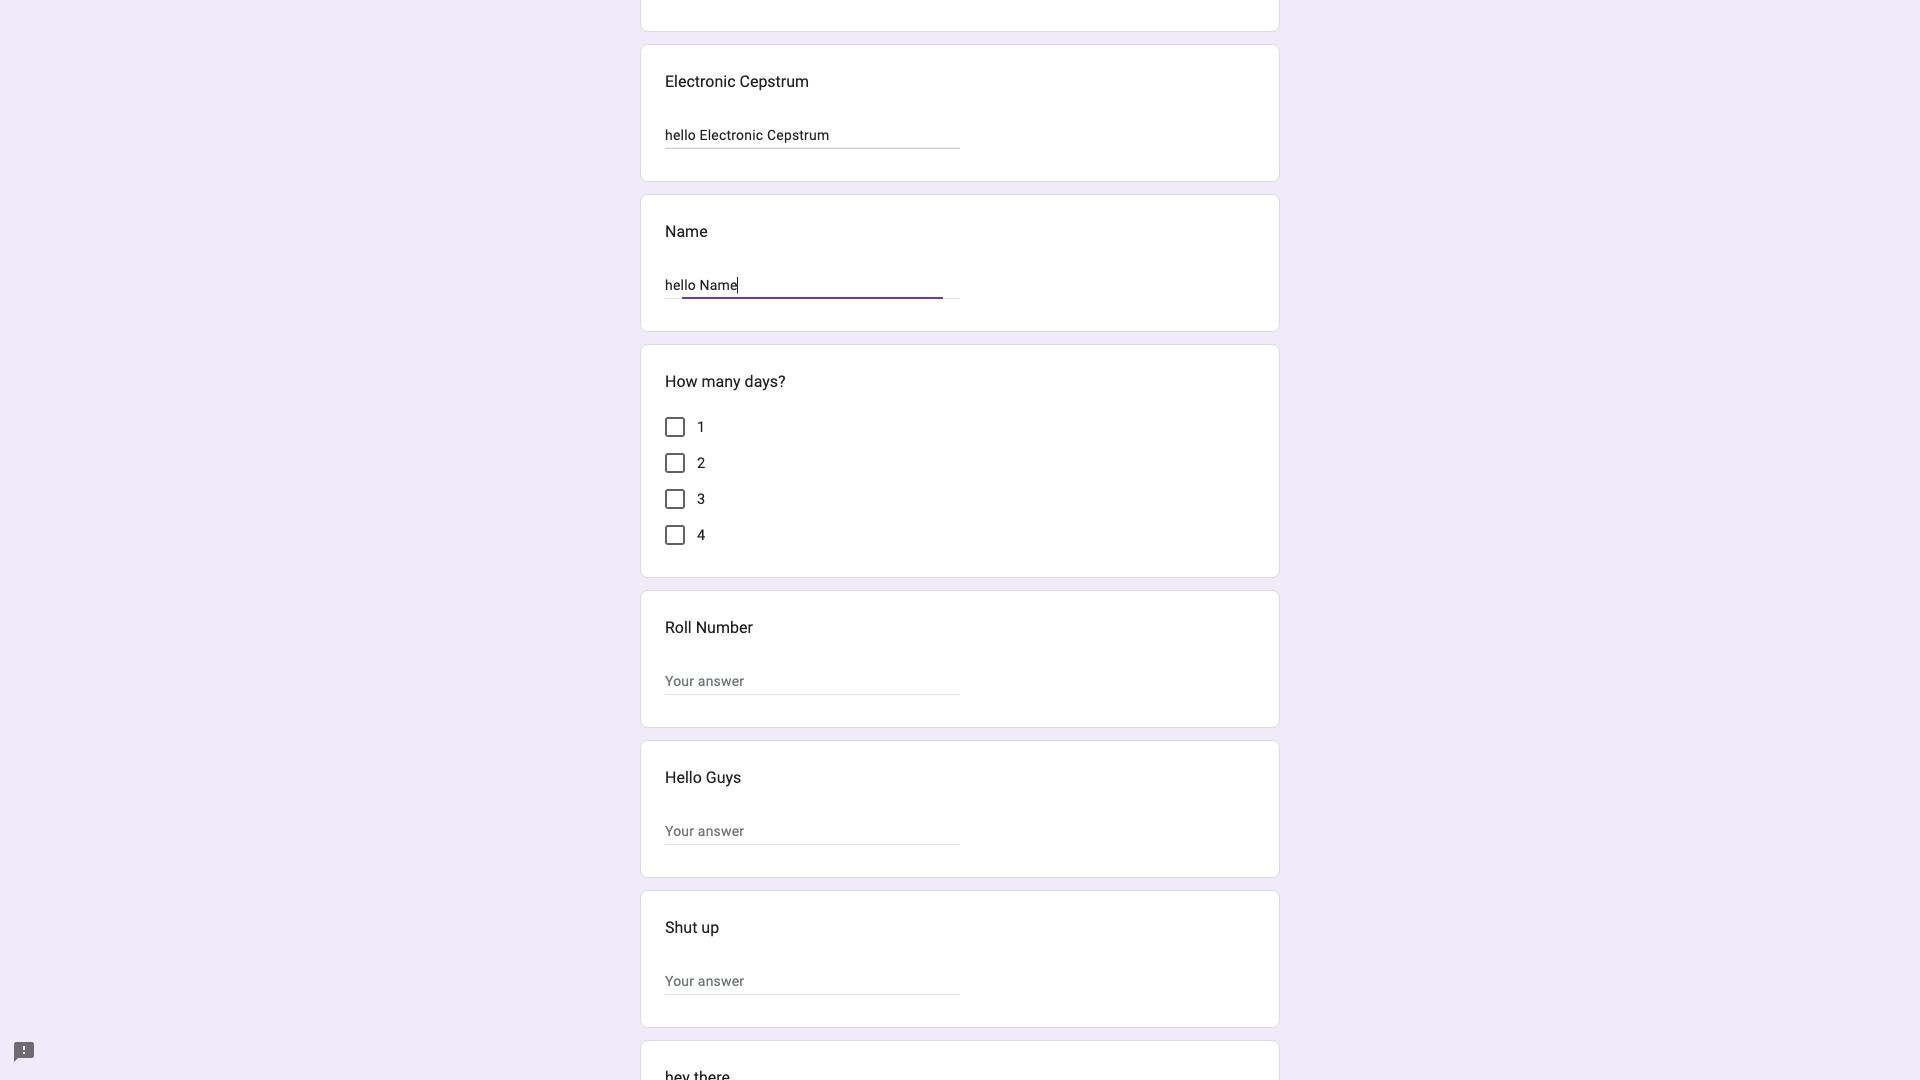 Electronic Cepstrum
hello Electronic Cepstrum
Name
hello Name
How many days?
1
2
3
4
Roll Number
Your answer
Hello Guys
Your answer
Shut up
Your answer
hey there